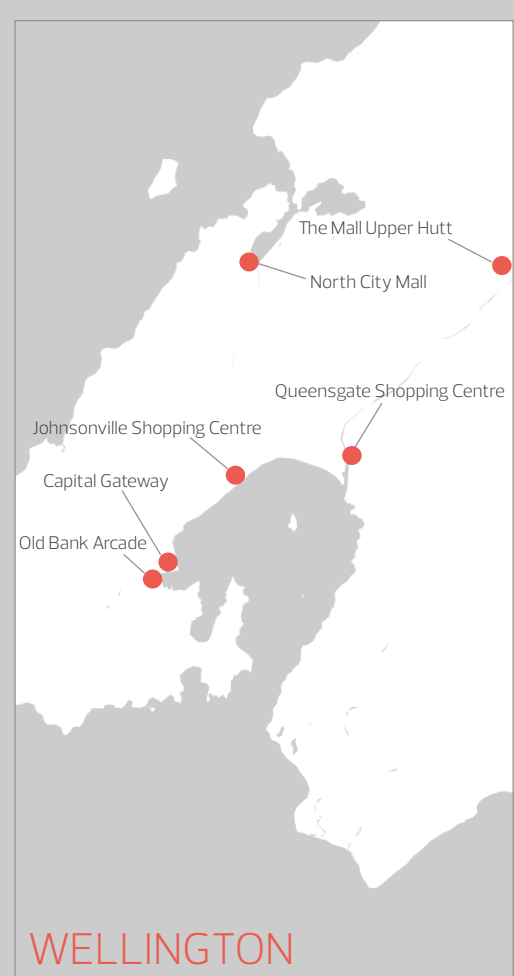 The Mall Upper Hutt
North City Mall
Queensgate Shopping Centre
Johnsonville Shopping Centre
Capital Gateway
Old Bank Arcade
WELLINGTON